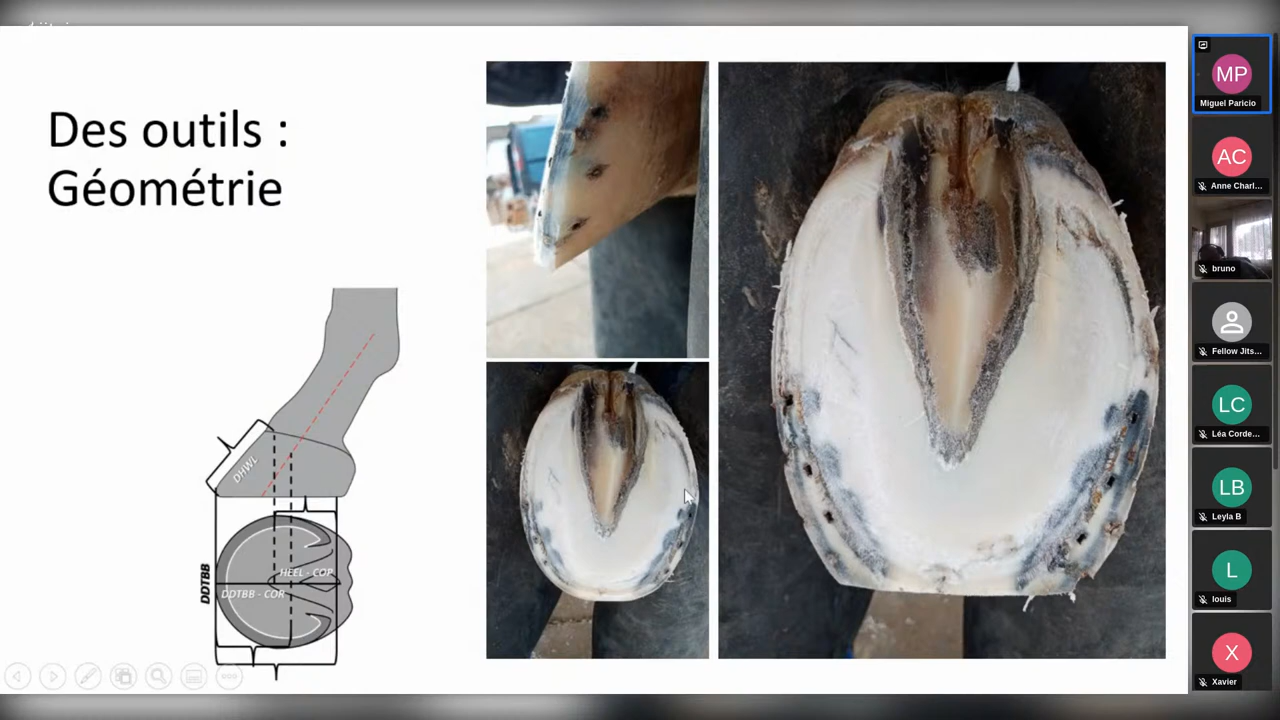 Des outils :
Géométrie
DHWL
DDTBB
HEEL - COP
DDTBB - COR
MP
Miguel Paricio
AC
Anne Charl...
bruno
Fellow Jits...
LC
Léa Corde...
LB
Leyla B
L
louis
X
Xavier